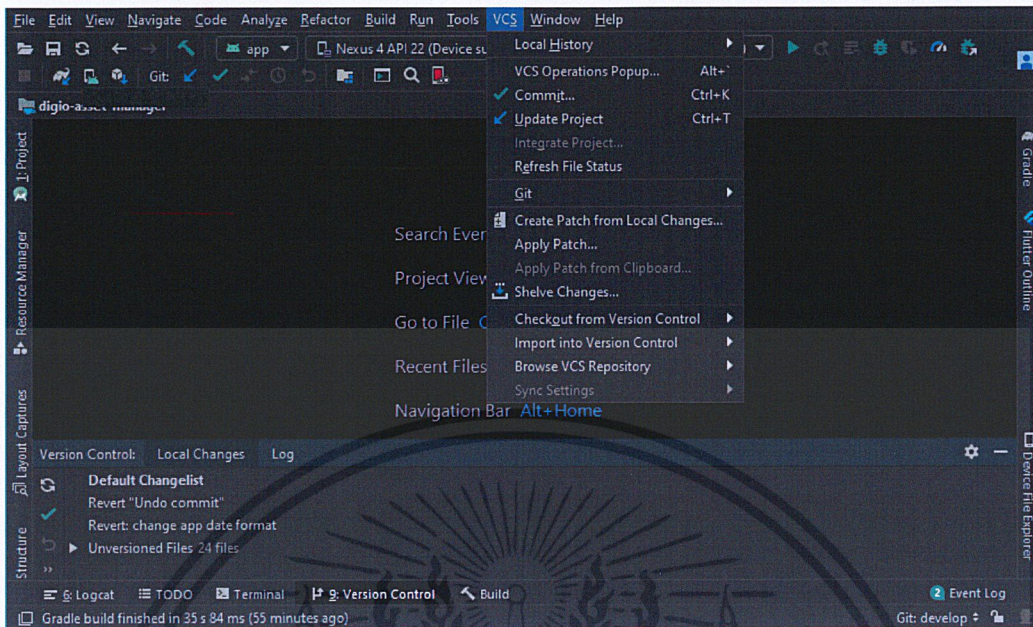 File Edit View Navigate Code Analyze Refactor Build Run Tools VCS Window Help
app Nexus 4 API 22 (Device su
Git:
digio-asset-manager
Local History
VCS Operations Popup... Alt+`
Commit... Ctrl+K
Update Project Ctrl+T
Integrate Project...
Refresh File Status
Git
Create Patch from Local Changes...
Apply Patch...
Apply Patch from Clipboard...
Shelve Changes...
Checkout from Version Control
Import into Version Control
Browse VCS Repository
Sync Settings
1: Project
Resource Manager
Layout Captures
Structure
Search Ever
Project View
Go to File
Recent Files
Navigation Bar Alt+Home
Gradle
Flutter Outline
Device File Explorer
Version Control: Local Changes Log
Default Changelist
Revert "Undo commit"
Revert: change app date format
Unversioned Files 24 files
6: Logcat TODO Terminal 9: Version Control Build 2 Event Log
Gradle build finished in 35 s 84 ms (55 minutes ago) Git: develop